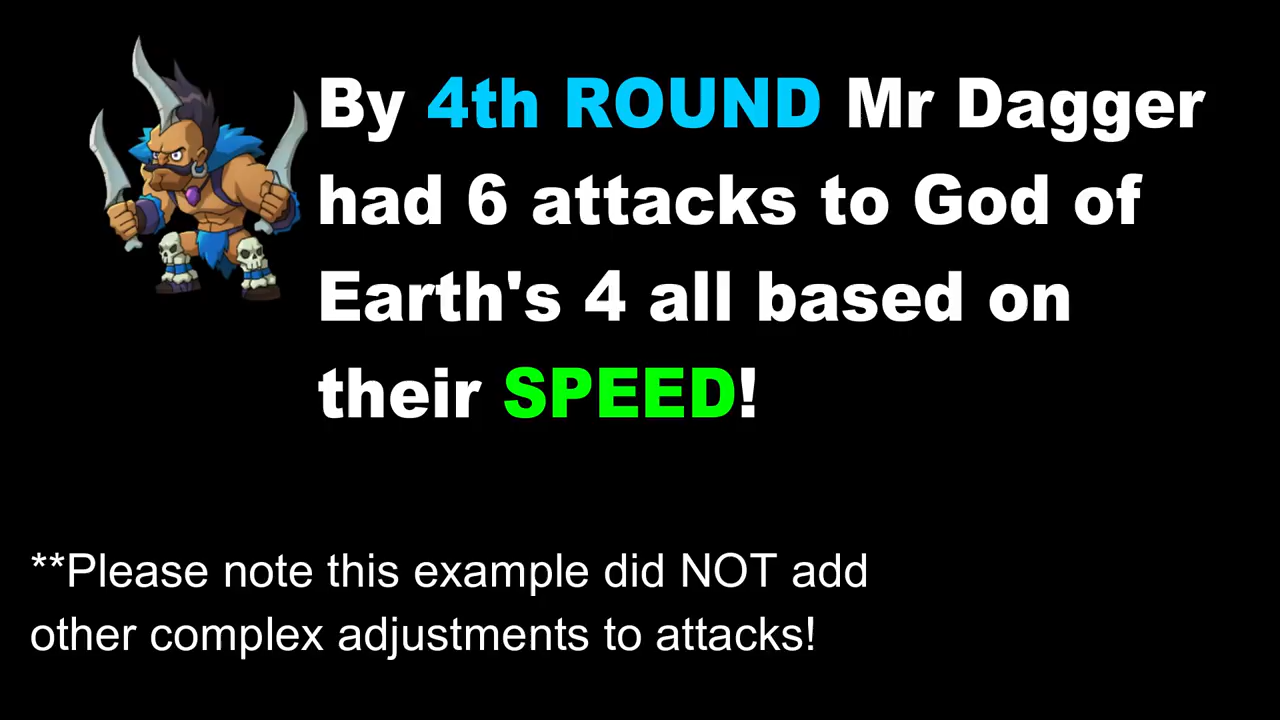 By 4th ROUND Mr Dagger
had 6 attacks to God of
Earth's 4 all based on
their SPEED!
**Please note this example did NOT add
other complex adjustments to attacks!